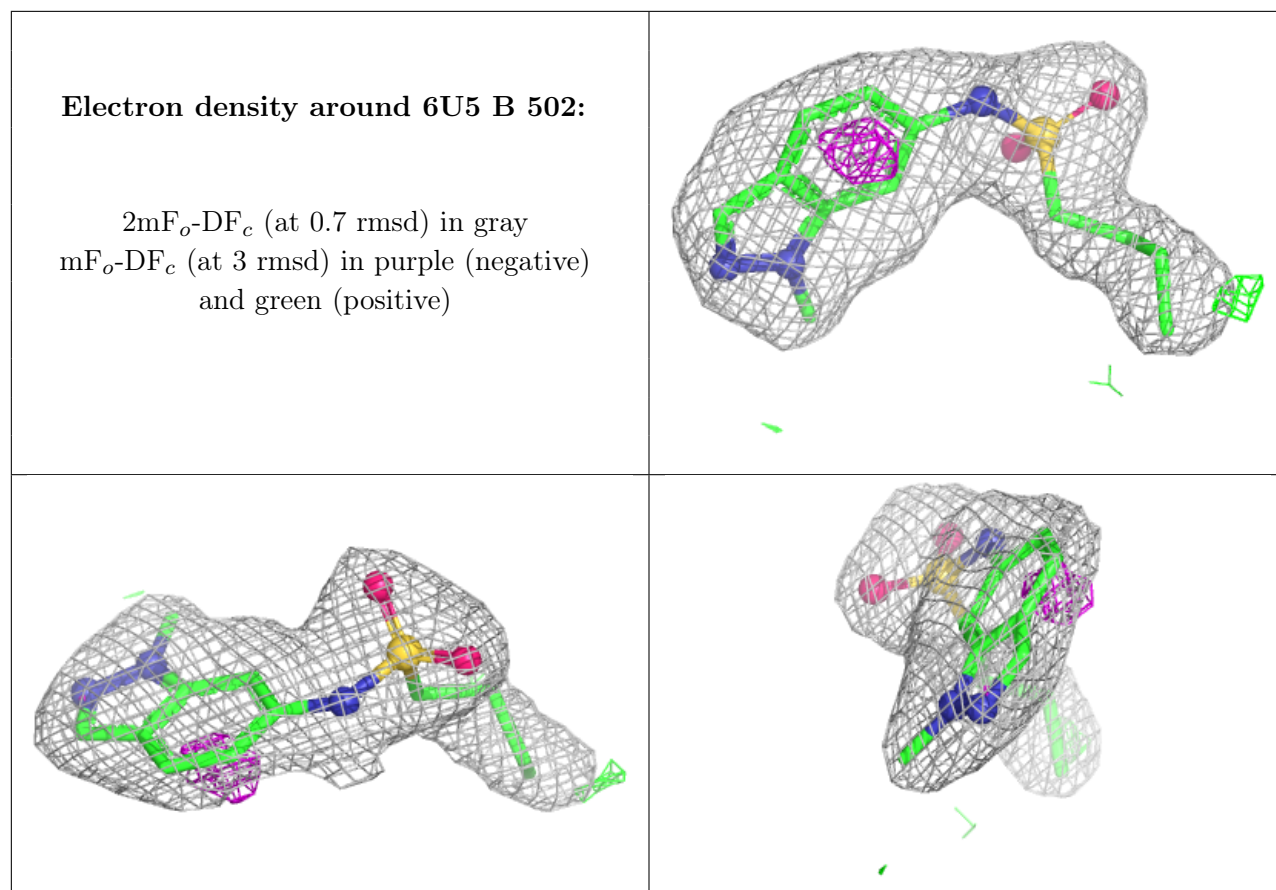 Electron density around 6U5 B 502:
2mFo-DFc (at 0.7 rmsd) in gray
mFo-DFc (at 3 rmsd) in purple (negative)
and green (positive)